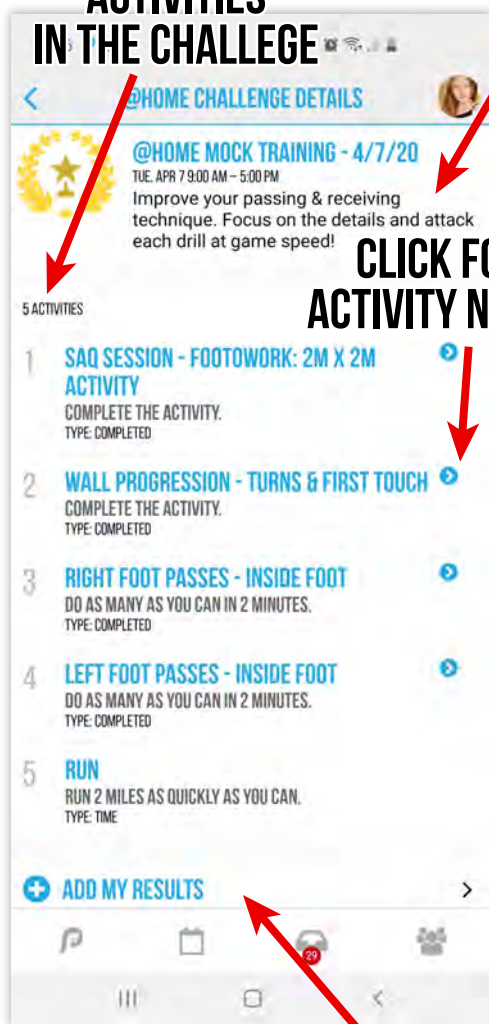 ACTIVITIES
IN THE CHALLEGE
@HOME CHALLENGE DETAILS
@HOME MOCK TRAINING - 4/7/20
TUE, APR 7 9:00 AM – 5:00 PM
Improve your passing & receiving
technique. Focus on the details and attack
each drill at game speed!
CLICK FO
ACTIVITY N
5 ACTIVITIES
1 SAQ SESSION - FOOTOWORK: 2M X 2M
ACTIVITY
COMPLETE THE ACTIVITY.
TYPE: COMPLETED
2 WALL PROGRESSION - TURNS & FIRST TOUCH
COMPLETE THE ACTIVITY.
TYPE: COMPLETED
3 RIGHT FOOT PASSES - INSIDE FOOT
DO AS MANY AS YOU CAN IN 2 MINUTES.
TYPE: COMPLETED
4 LEFT FOOT PASSES - INSIDE FOOT
DO AS MANY AS YOU CAN IN 2 MINUTES.
TYPE: COMPLETED
5 RUN
RUN 2 MILES AS QUICKLY AS YOU CAN.
TYPE: TIME
ADD MY RESULTS
29